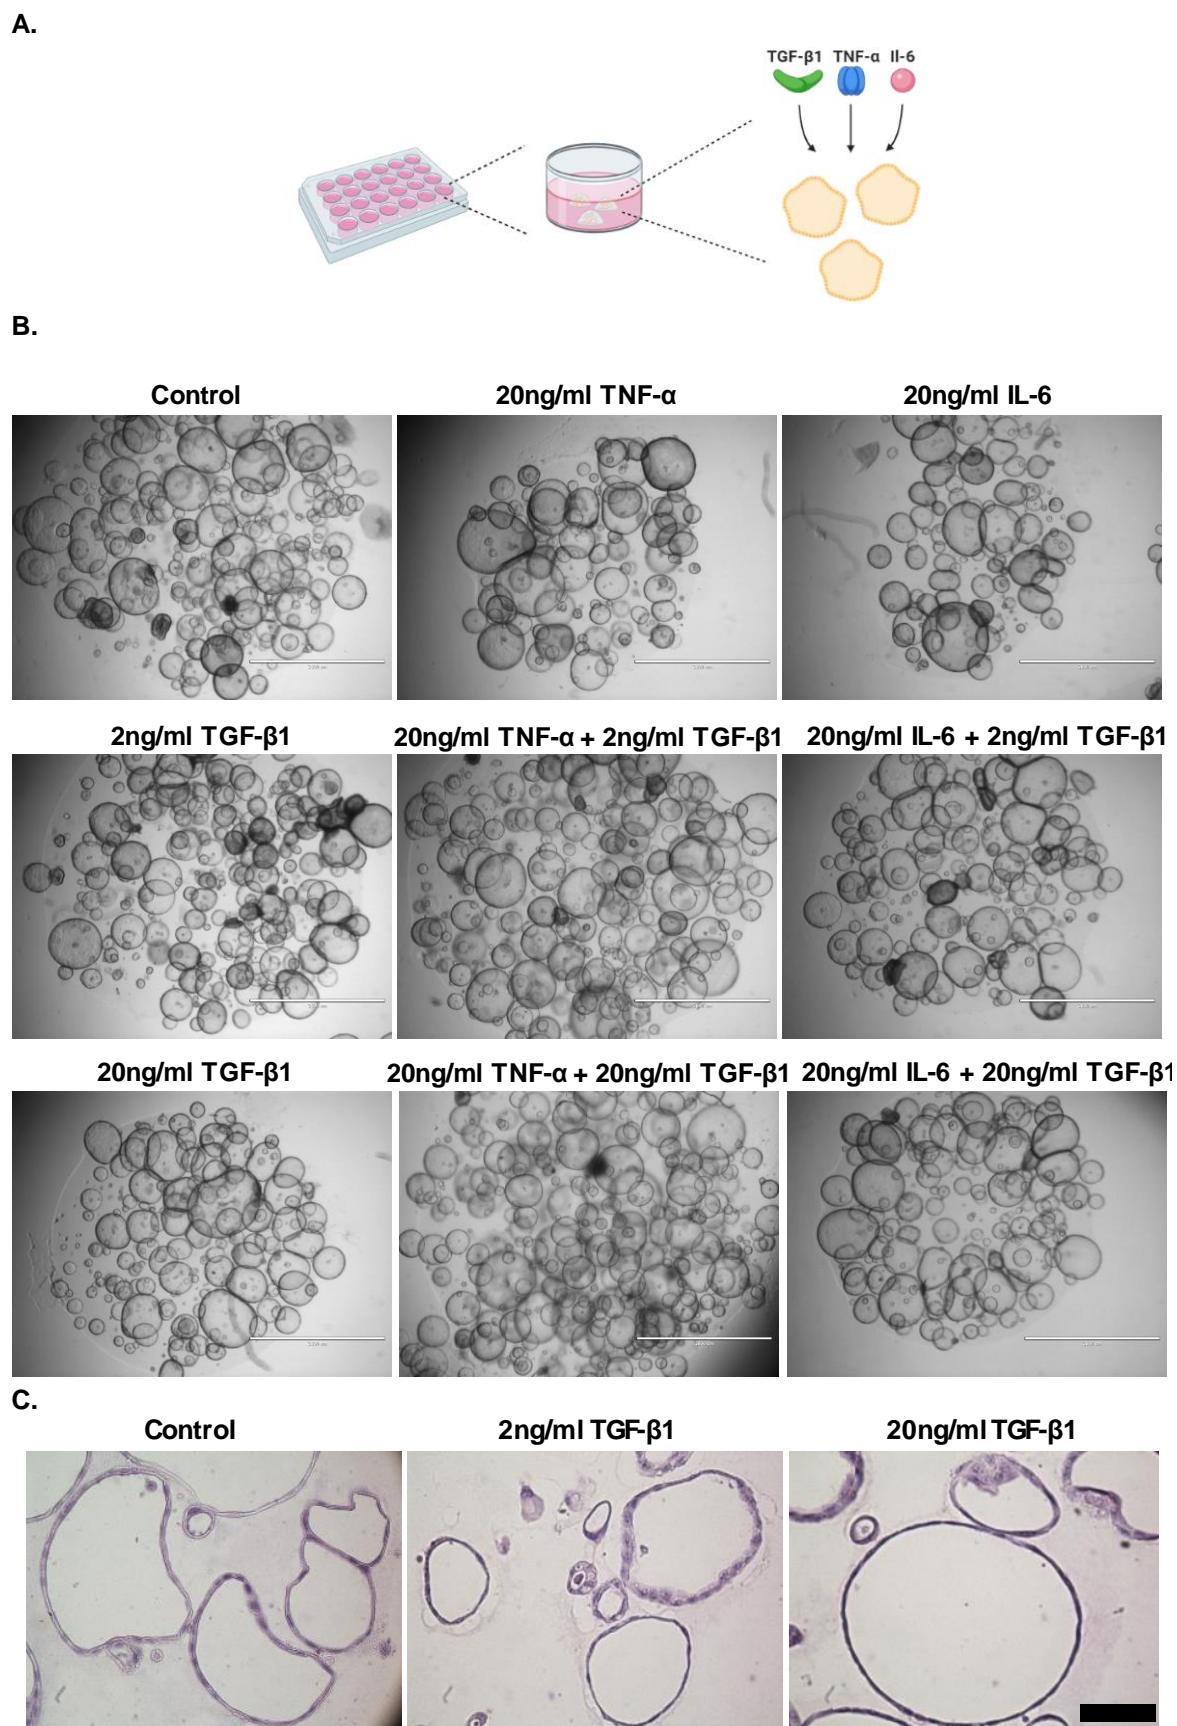 A.
TGF-β1 TNF-α Il-6
B.
Control 20ng/ml TNF-α 20ng/ml IL-6
2ng/ml TGF-β1 20ng/ml TNF-α + 2ng/ml TGF-β1 20ng/ml IL-6 + 2ng/ml TGF-β1
20ng/ml TGF-β1 20ng/ml TNF-α + 20ng/ml TGF-β1 20ng/ml IL-6 + 20ng/ml TGF-β1
C.
Control 2ng/ml TGF-β1 20ng/ml TGF-β1